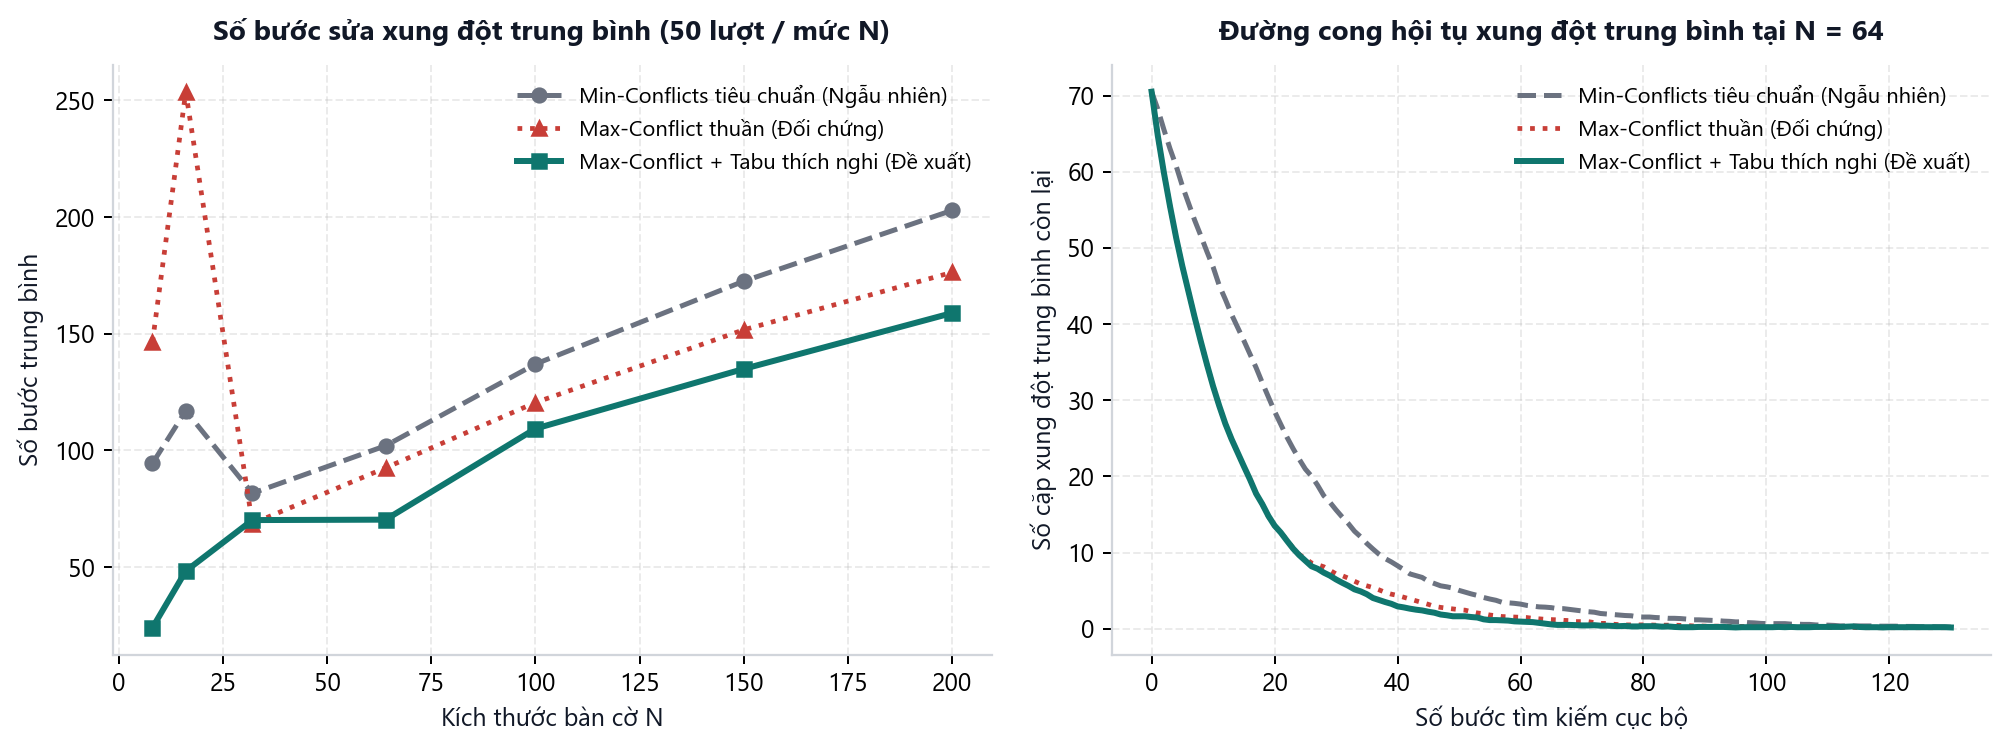 Số bước sửa xung đột trung bình (50 lượt / mức N)
Min-Conflicts tiêu chuẩn (Ngẫu nhiên)
Max-Conflict thuần (Đối chứng)
Max-Conflict + Tabu thích nghi (Đề xuất)
Số bước trung bình
250
200
150
100
50
0 25 50 75 100 125 150 175 200
Kích thước bàn cờ N
Đường cong hội tụ xung đột trung bình tại N = 64
Min-Conflicts tiêu chuẩn (Ngẫu nhiên)
Max-Conflict thuần (Đối chứng)
Max-Conflict + Tabu thích nghi (Đề xuất)
Số cặp xung đột trung bình còn lại
70
60
50
40
30
20
10
0
0 20 40 60 80 100 120
Số bước tìm kiếm cục bộ